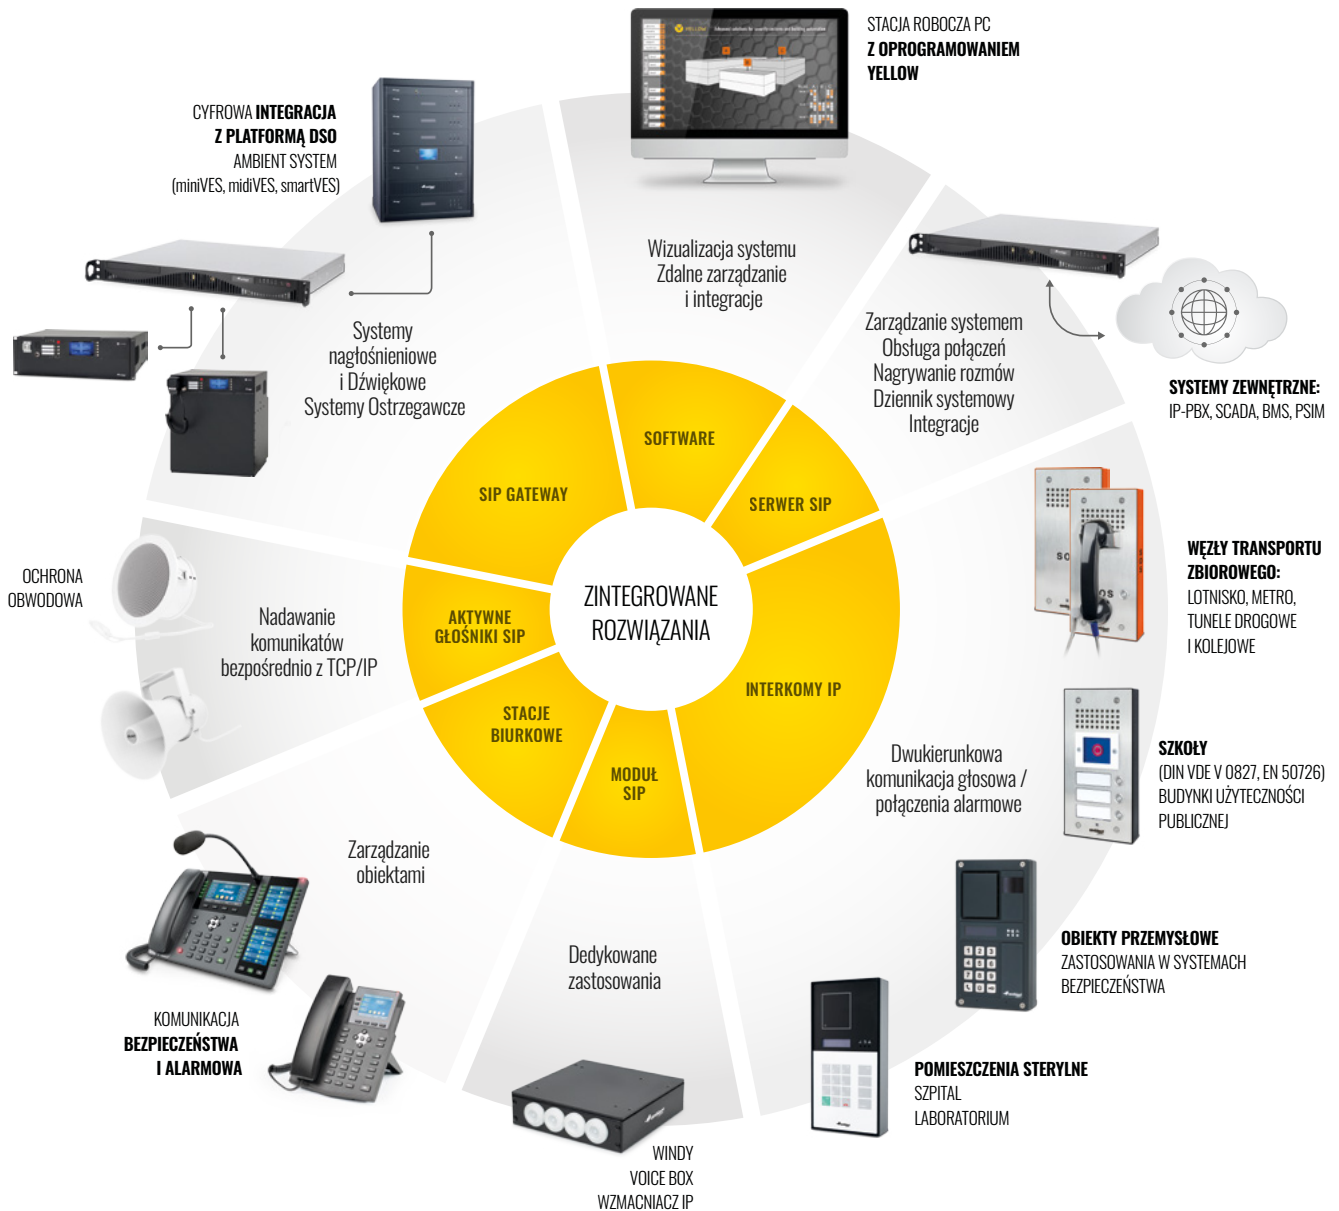 STACJA ROBOCZA PC
Z OPROGRAMOWANIEM
YELLOW
YELLOW
CYFROWA INTEGRACJA
Z PLATFORMĄ DSO
AMBIENT SYSTEM
(miniVES, midiVES, smartVES)
Wizualizacja systemu
Zdalne zarządzanie
i integracje
Systemy
nagłośnieniowe
i Dźwiękowe
Systemy Ostrzegawcze
Zarządzanie systemem
Obsługa połączeń
Nagrywanie rozmów
Dziennik systemowy
Integracje
SYSTEMY ZEWNĘTRZNE:
IP-PBX, SCADA, BMS, PSIM
SOFTWARE
SIP GATEWAY
SERWER SIP
WĘZŁY TRANSPORTU
ZBIOROWEGO:
LOTNISKO, METRO,
TUNELE DROGOWE
I KOLEJOWE
OCHRONA
OBWODOWA
Nadawanie
komunikatów
bezpośrednio z TCP/IP
AKTYWNE
GŁOŚNIKI SIP
ZINTEGROWANE
ROZWIĄZANIA
INTERKOMY IP
STACJE
BIURKOWE
MODUŁ
SIP
Dwukierunkowa
komunikacja głosowa /
połączenia alarmowe
SZKOŁY
(DIN VDE V 0827, EN 50726)
BUDYNKI UŻYTECZNOŚCI
PUBLICZNEJ
Zarządzanie
obiektami
Dedykowane
zastosowania
OBIEKTY PRZEMYSŁOWE
ZASTOSOWANIA W SYSTEMACH
BEZPIECZEŃSTWA
KOMUNIKACJA
BEZPIECZEŃSTWA
I ALARMOWA
POMIESZCZENIA STERYLNE
SZPITAL
LABORATORIUM
WINDY
VOICE BOX
WZMACNIACZ IP